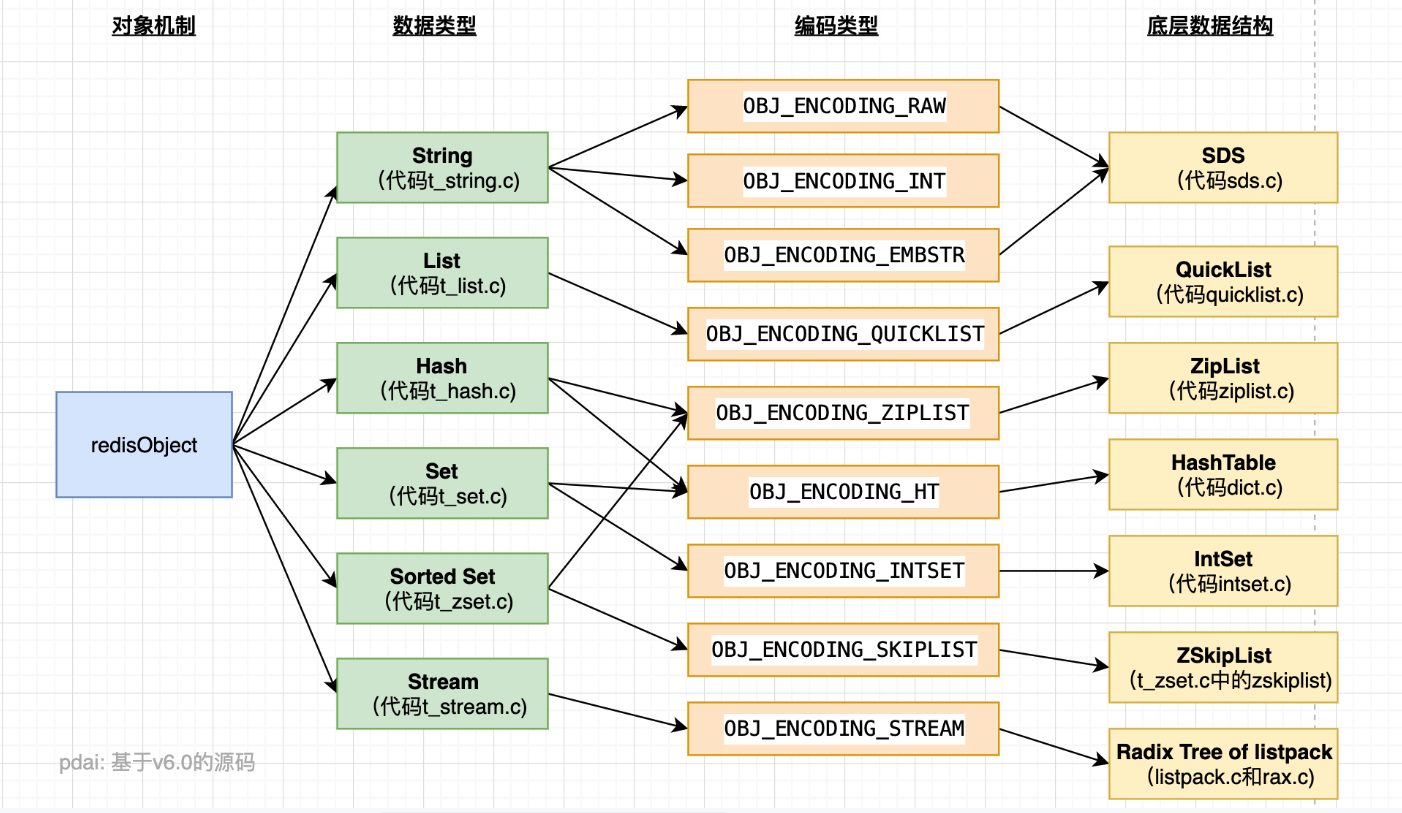 对象机制
数据类型
编码类型
底层数据结构
redisObject
String
(代码t_string.c)
List
(代码t_list.c)
Hash
(代码t_hash.c)
Set
(代码t_set.c)
Sorted Set
(代码t_zset.c)
Stream
(代码t_stream.c)
OBJ_ENCODING_RAW
OBJ_ENCODING_INT
OBJ_ENCODING_EMBSTR
OBJ_ENCODING_QUICKLIST
OBJ_ENCODING_ZIPLIST
OBJ_ENCODING_HT
OBJ_ENCODING_INTSET
OBJ_ENCODING_SKIPLIST
OBJ_ENCODING_STREAM
SDS
(代码sds.c)
QuickList
(代码quicklist.c)
ZipList
(代码ziplist.c)
HashTable
(代码dict.c)
IntSet
(代码intset.c)
ZSkipList
(t_zset.c中的zskiplist)
Radix Tree of listpack
(listpack.c和rax.c)
pdai: 基于v6.0的源码